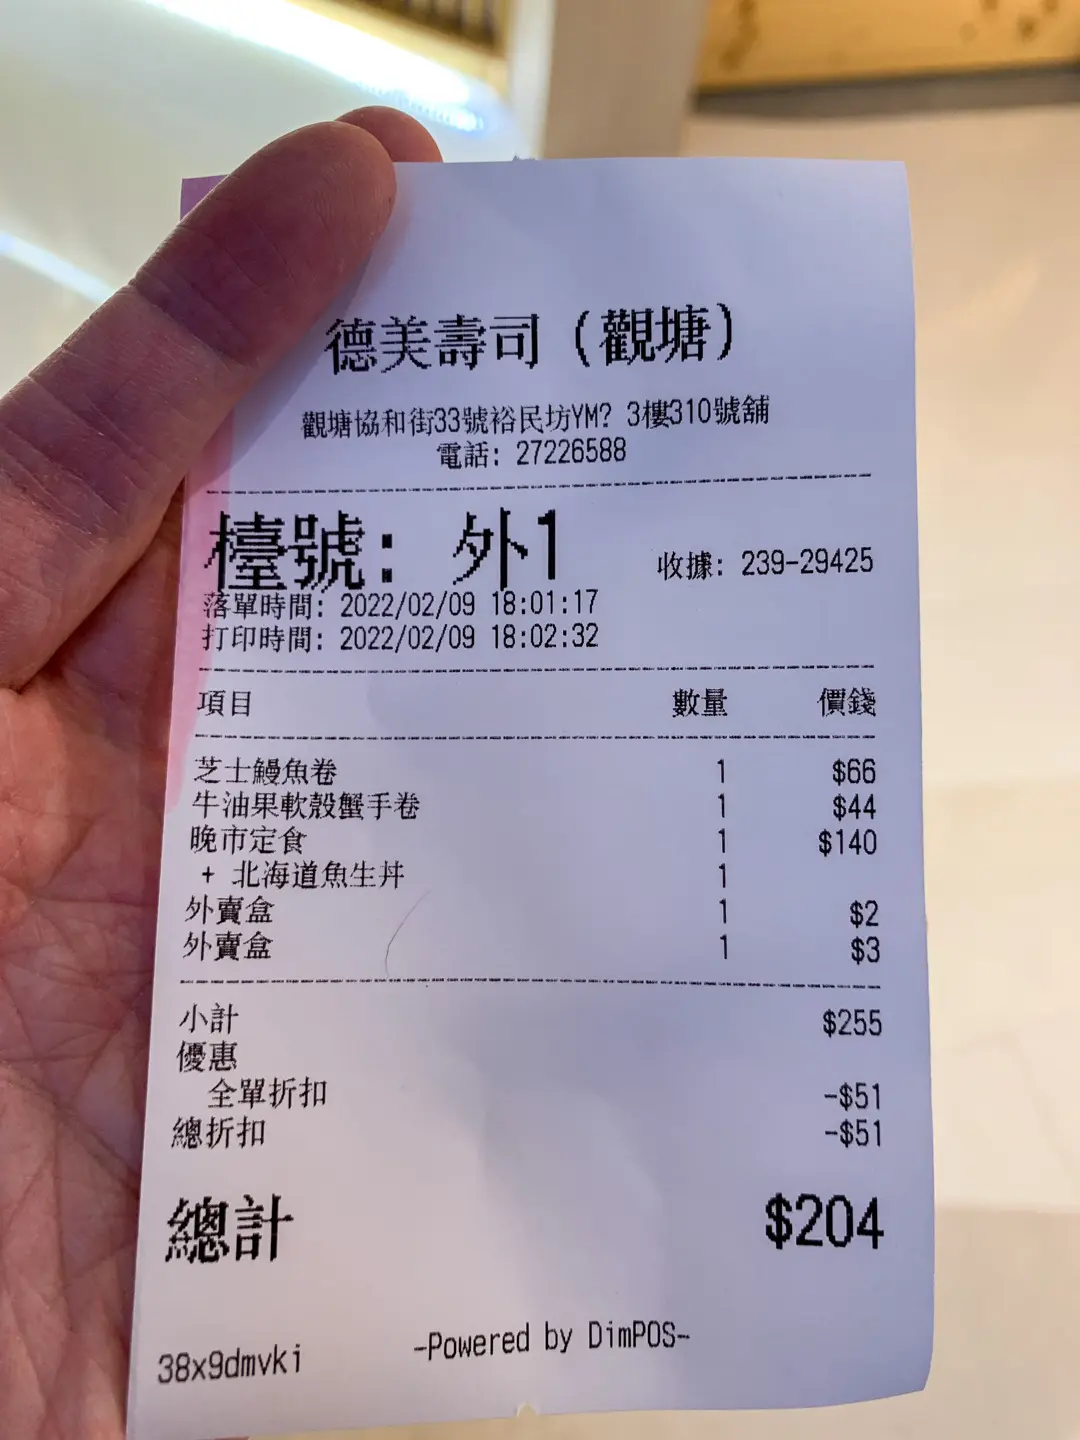 德美壽司（觀塘）
觀塘協和街33號裕民坊YM? 3樓310號舖
電話: 27226588
檯號: 外1
收據: 239-29425
落單時間: 2022/02/09 18:01:17
打印時間: 2022/02/09 18:02:32
項目 數量 價錢
芝士鰻魚卷 1 $66
牛油果軟殼蟹手卷 1 $44
晚市定食 1 $140
+ 北海道魚生丼 1
外賣盒 1 $2
外賣盒 1 $3
小計 $255
優惠
全單折扣 -$51
總折扣 -$51
總計 $204
-Powered by DimPOS-
38x9dmvki